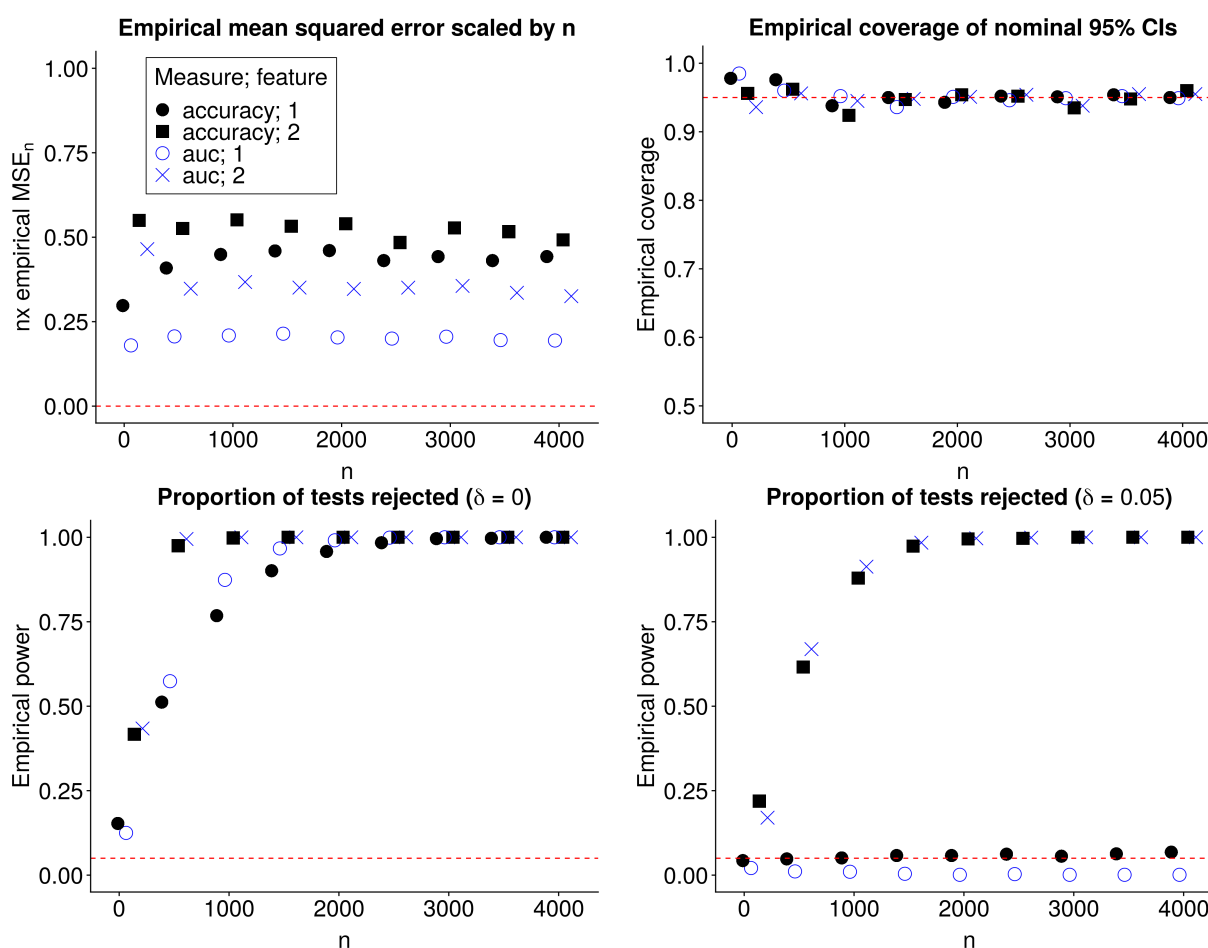 Empirical mean squared error scaled by n
nx empirical MSEn
1.00
0.75
0.50
0.25
0.00
Measure; feature
accuracy; 1
accuracy; 2
auc; 1
auc; 2
0 1000 2000 3000 4000
n
Empirical coverage of nominal 95% CIs
Empirical coverage
1.0
0.9
0.8
0.7
0.6
0.5
0 1000 2000 3000 4000
n
Proportion of tests rejected (δ = 0)
Empirical power
1.00
0.75
0.50
0.25
0.00
0 1000 2000 3000 4000
n
Proportion of tests rejected (δ = 0.05)
Empirical power
1.00
0.75
0.50
0.25
0.00
0 1000 2000 3000 4000
n